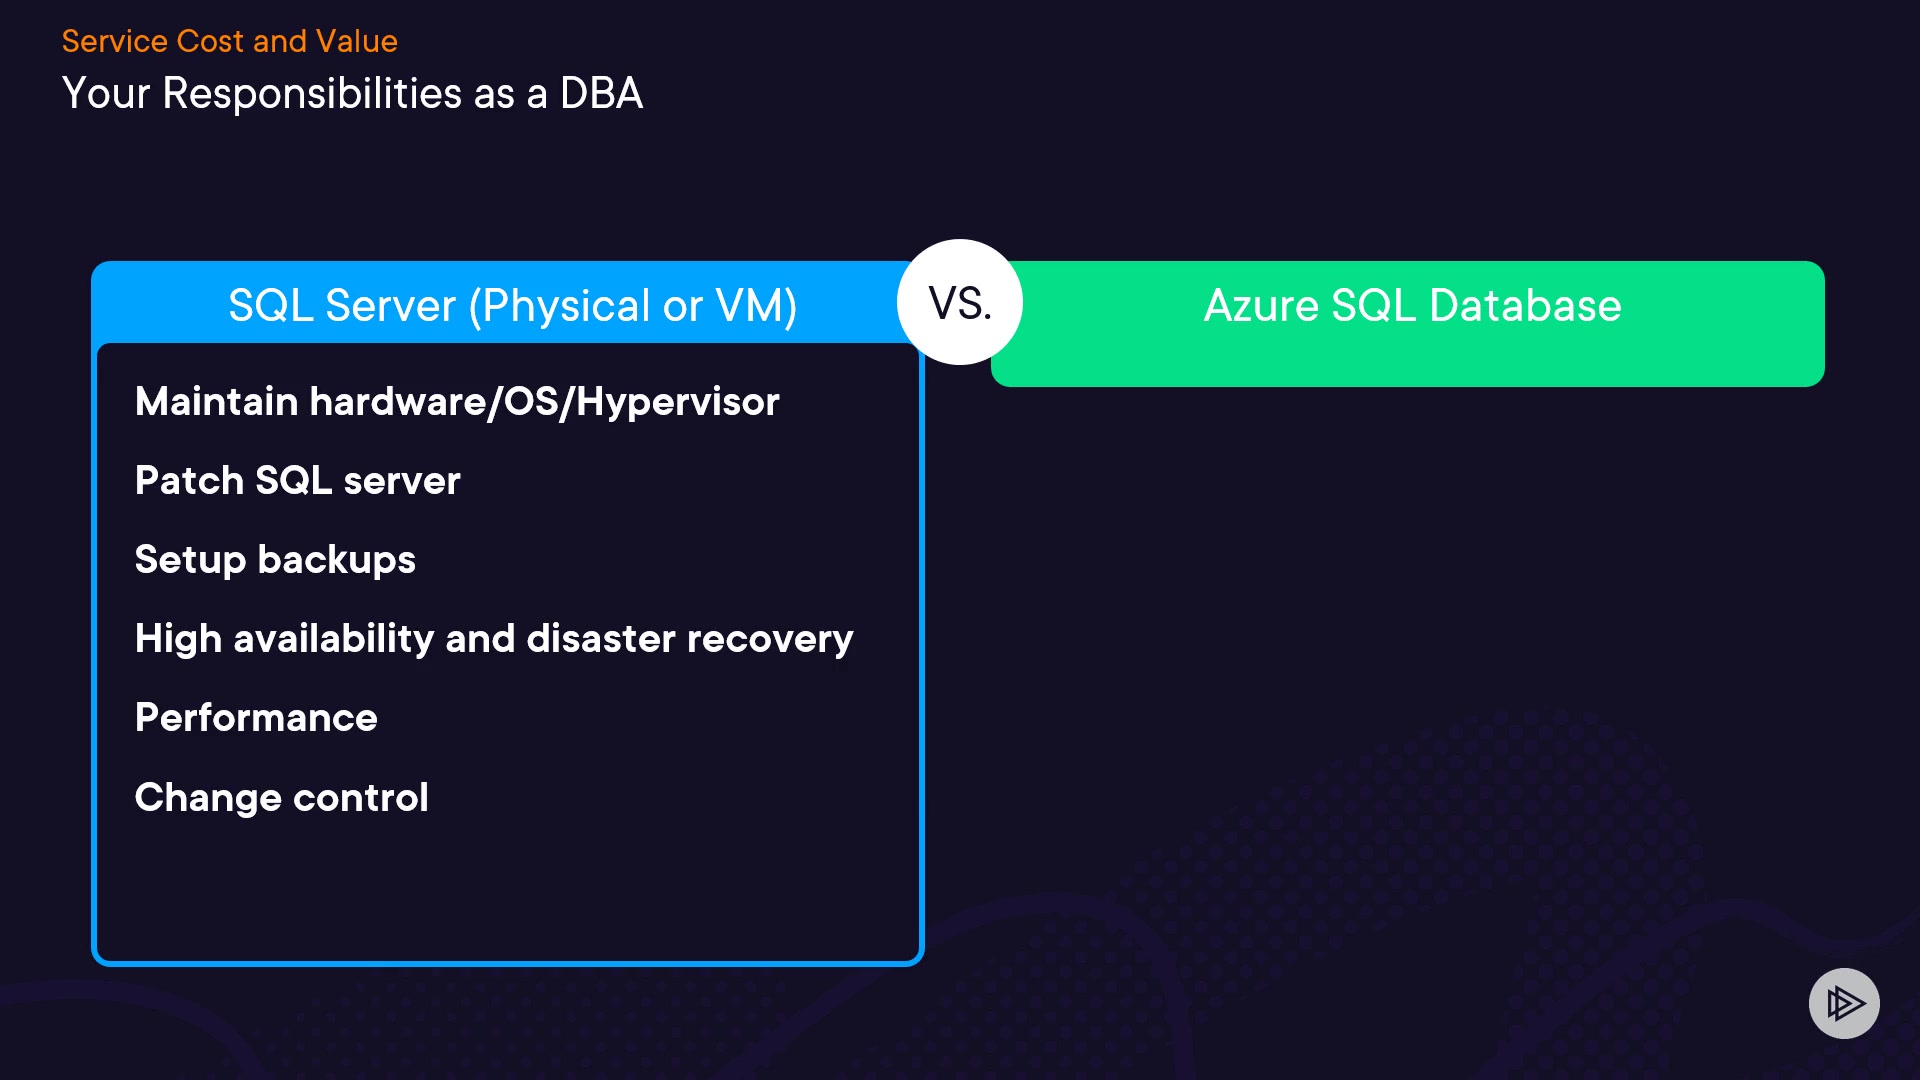 Service Cost and Value
Your Responsibilities as a DBA
SQL Server (Physical or VM)
VS.
Azure SQL Database
Maintain hardware/OS/Hypervisor
Patch SQL server
Setup backups
High availability and disaster recovery
Performance
Change control